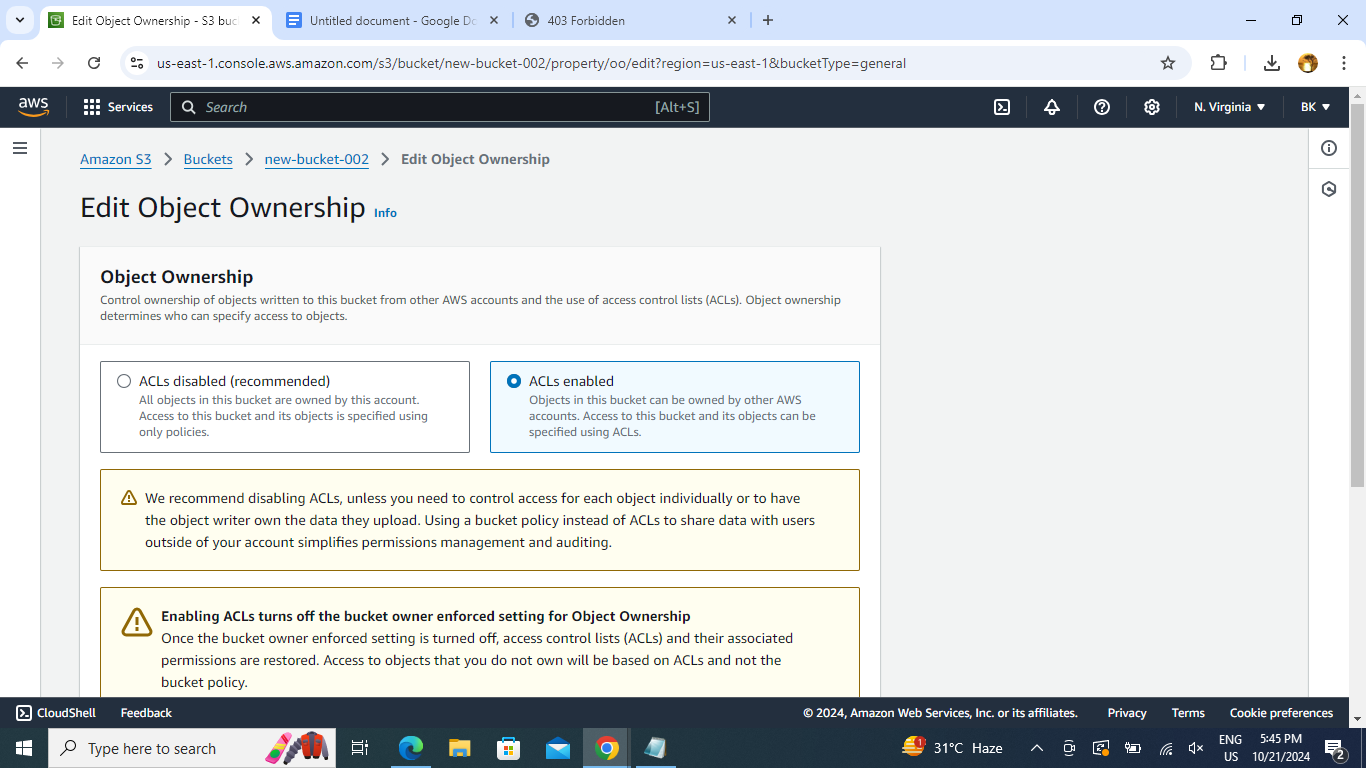 Edit Object Ownership - S3 buc
Untitled document - Google Do
403 Forbidden
us-east-1.console.aws.amazon.com/s3/bucket/new-bucket-002/property/oo/edit?region=us-east-1&bucketType=general
aws
Services
Search
[Alt+S]
N. Virginia
BK
Amazon S3
Buckets
new-bucket-002
Edit Object Ownership
Edit Object Ownership
Info
Object Ownership
Control ownership of objects written to this bucket from other AWS accounts and the use of access control lists (ACLs). Object ownership
determines who can specify access to objects.
ACLs disabled (recommended)
All objects in this bucket are owned by this account.
Access to this bucket and its objects is specified using
only policies.
ACLs enabled
Objects in this bucket can be owned by other AWS
accounts. Access to this bucket and its objects can be
specified using ACLs.
We recommend disabling ACLs, unless you need to control access for each object individually or to have
the object writer own the data they upload. Using a bucket policy instead of ACLs to share data with users
outside of your account simplifies permissions management and auditing.
Enabling ACLs turns off the bucket owner enforced setting for Object Ownership
Once the bucket owner enforced setting is turned off, access control lists (ACLs) and their associated
permissions are restored. Access to objects that you do not own will be based on ACLs and not the
bucket policy.
CloudShell
Feedback
© 2024, Amazon Web Services, Inc. or its affiliates.
Privacy
Terms
Cookie preferences
Type here to search
1
31°C Haze
ENG
US
5:45 PM
10/21/2024
2